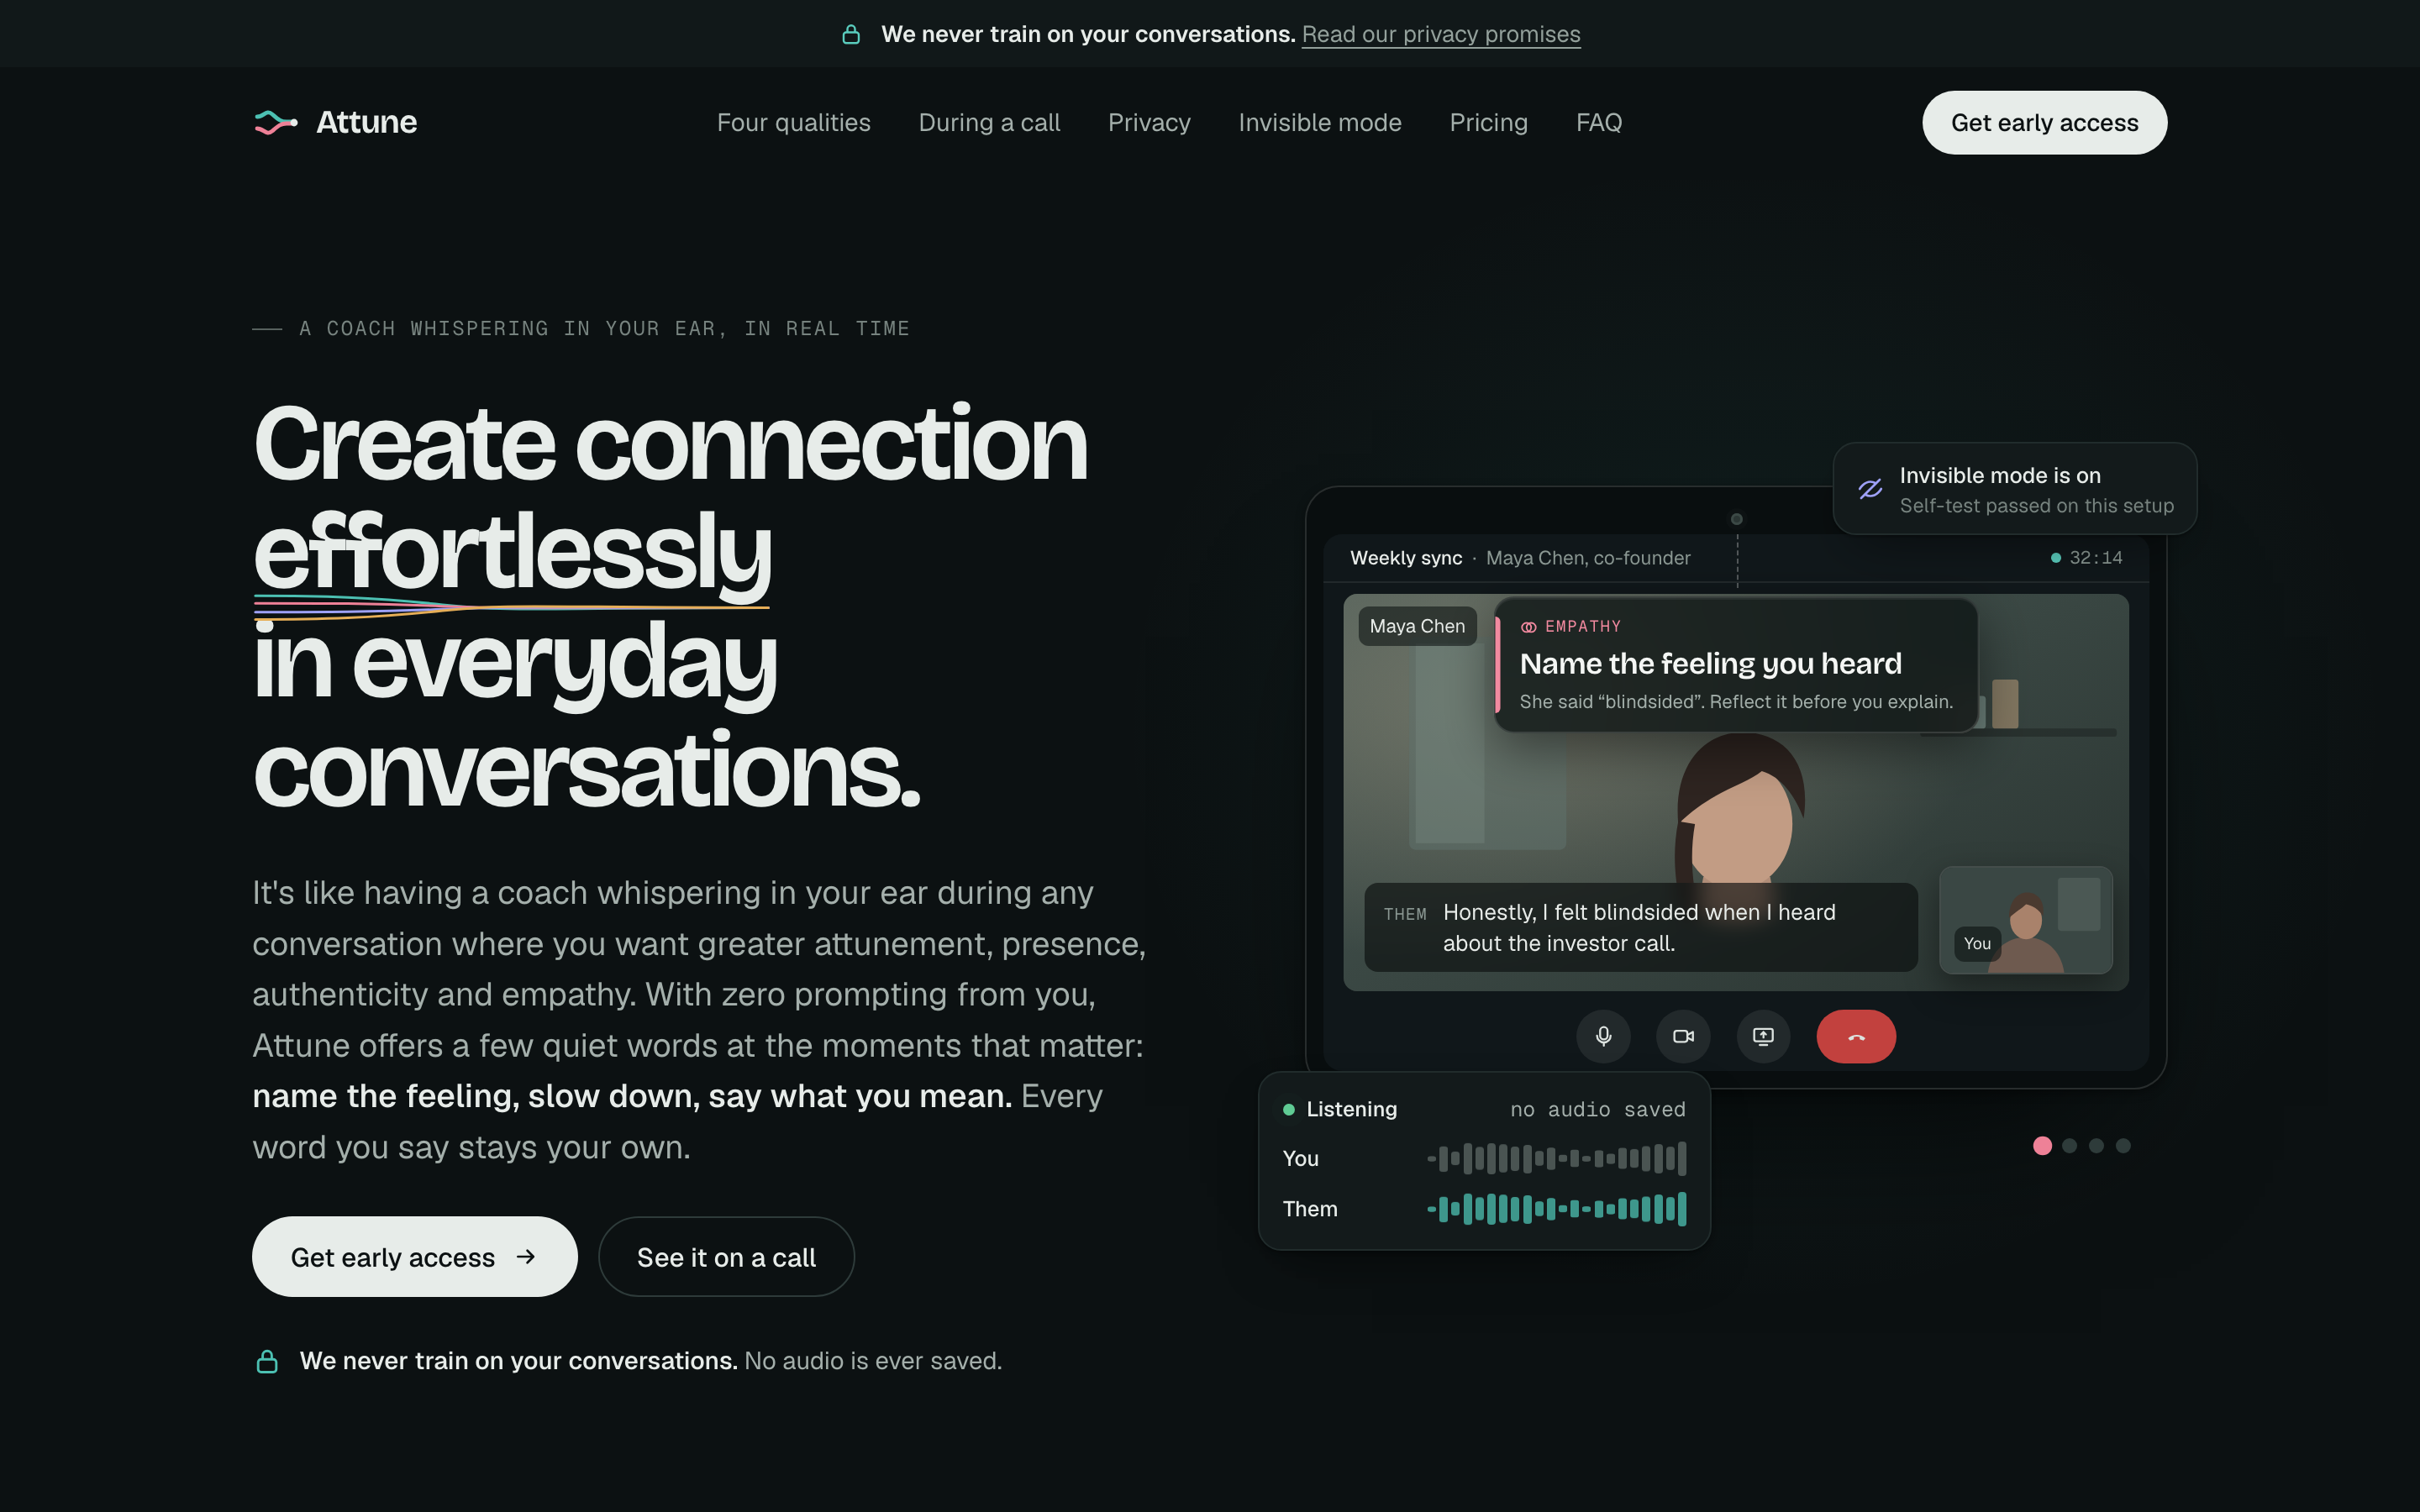 We never train on your conversations. Read our privacy promises
Attune
Four qualities
During a call
Privacy
Invisible mode
Pricing
FAQ
Get early access
A COACH WHISPERING IN YOUR EAR, IN REAL TIME
Create connection
effortlessly
in everyday
conversations.
It's like having a coach whispering in your ear during any
conversation where you want greater attunement, presence,
authenticity and empathy. With zero prompting from you,
Attune offers a few quiet words at the moments that matter:
name the feeling, slow down, say what you mean. Every
word you say stays your own.
Get early access →
See it on a call
We never train on your conversations. No audio is ever saved.
Invisible mode is on
Self-test passed on this setup
Weekly sync · Maya Chen, co-founder
32:14
Maya Chen
EMPATHY
Name the feeling you heard
She said “blindsided”. Reflect it before you explain.
THEM Honestly, I felt blindsided when I heard
about the investor call.
You
Listening
no audio saved
You
Them